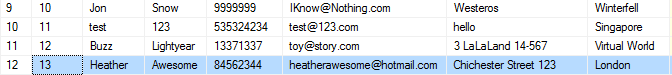 9 10 Jon Snow 9999999 IKnow@Nothing.com Westeros Winterfell
10 11 test 123 535324234 test@123.com hello Singapore
11 12 Buzz Lightyear 13371337 toy@story.com 3 LaLaLand 14-567 Virtual World
12 13 Heather Awesome 84562344 heatherawesome@hotmail.com Chichester Street 123 London